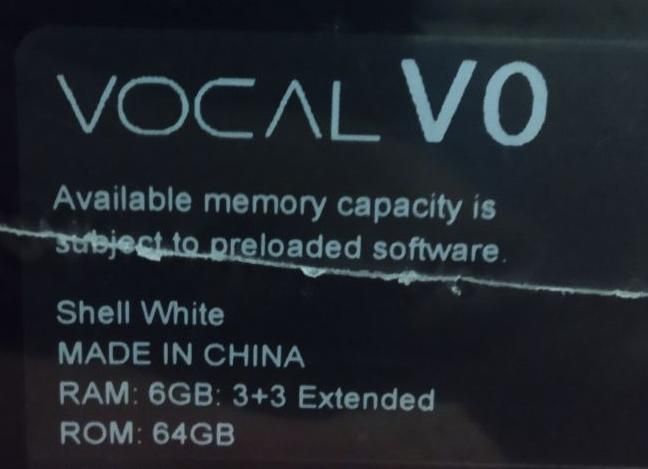 VOCAL V0
Available memory capacity is
subject to preloaded software.
Shell White
MADE IN CHINA
RAM: 6GB: 3+3 Extended
ROM: 64GB